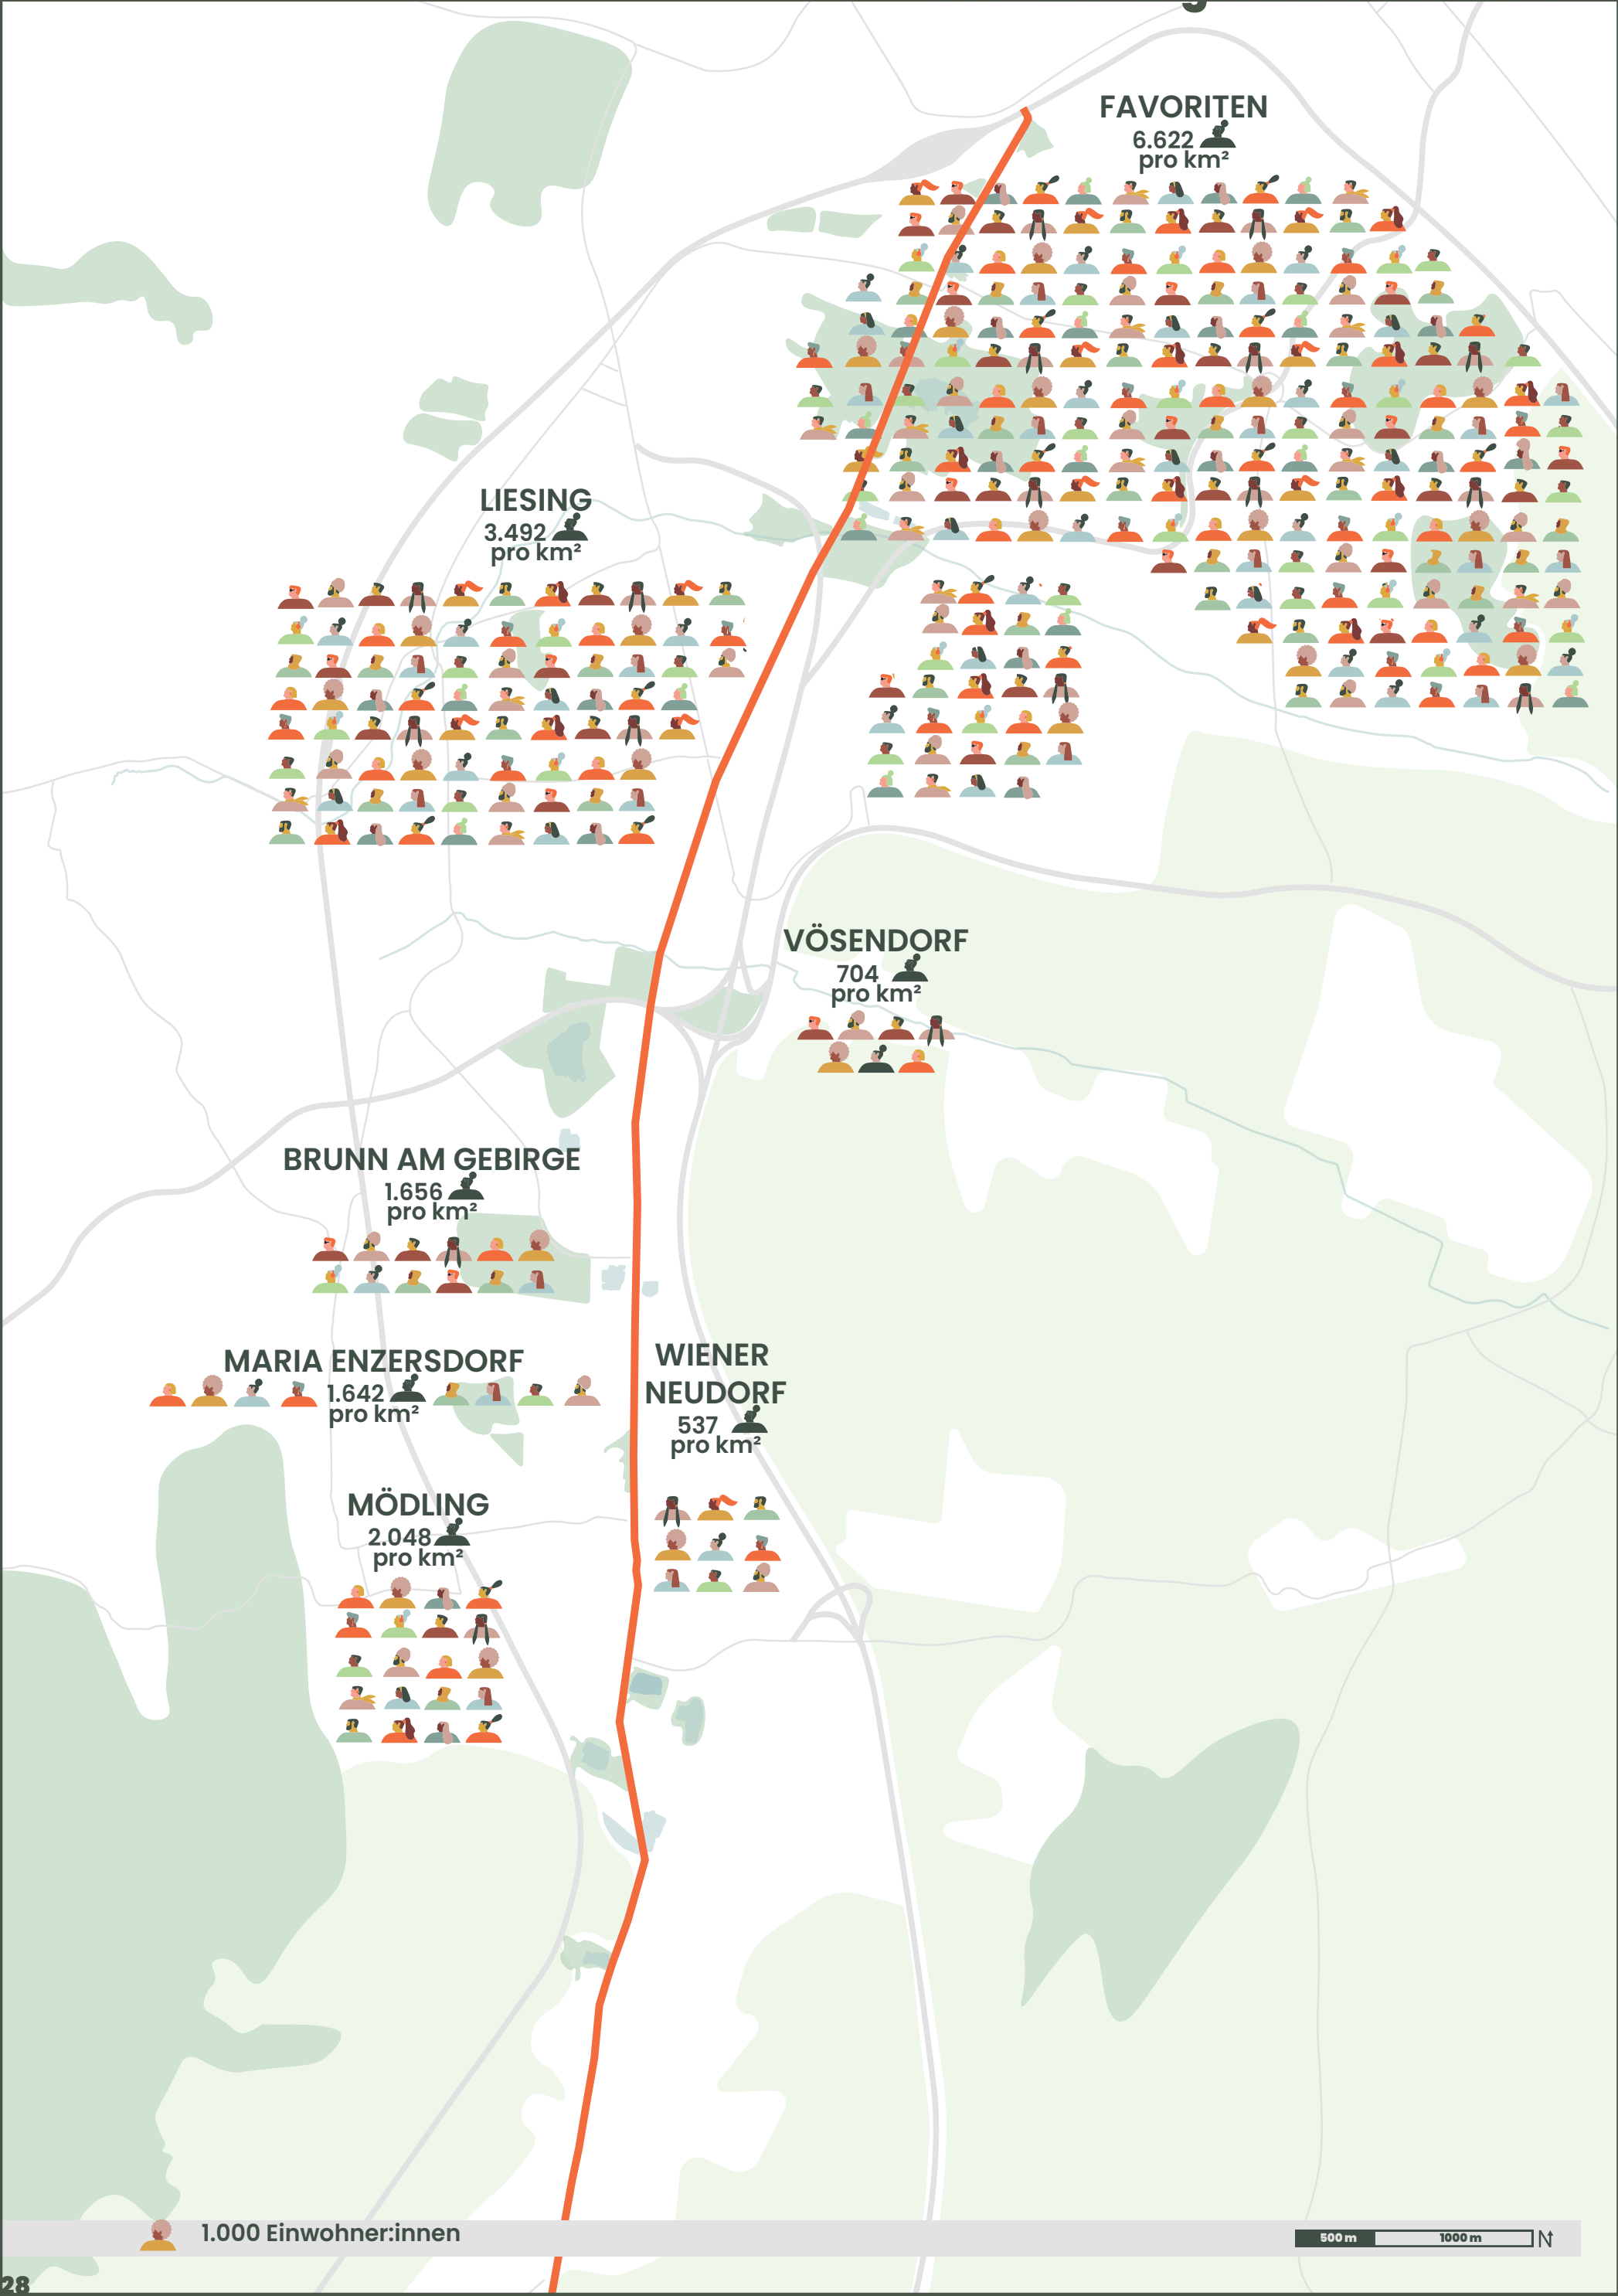 FAVORITEN
6.622
pro km²
LIESING
3.492
pro km²
VÖSENDORF
704
pro km²
BRUNN AM GEBIRGE
1.656
pro km²
MARIA ENZERSDORF
1.642
pro km²
WIENER
NEUDORF
537
pro km²
MÖDLING
2.048
pro km²
1.000 Einwohner:innen
500 m 1000 m N
28